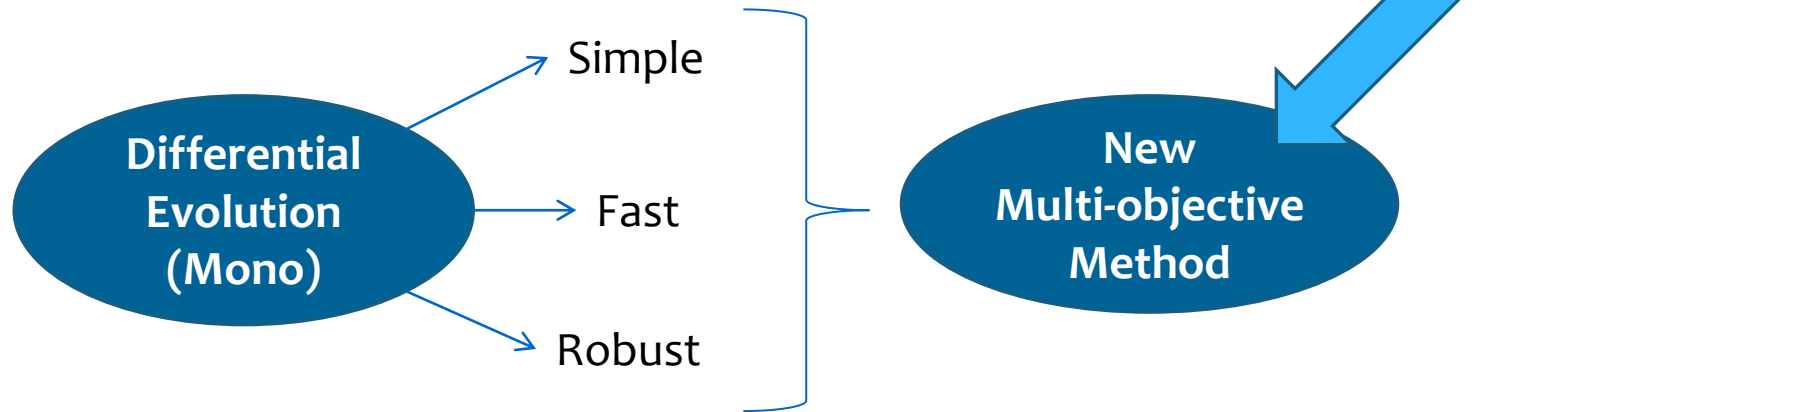 Differential
Evolution
(Mono)
Simple
Fast
Robust
New
Multi-objective
Method